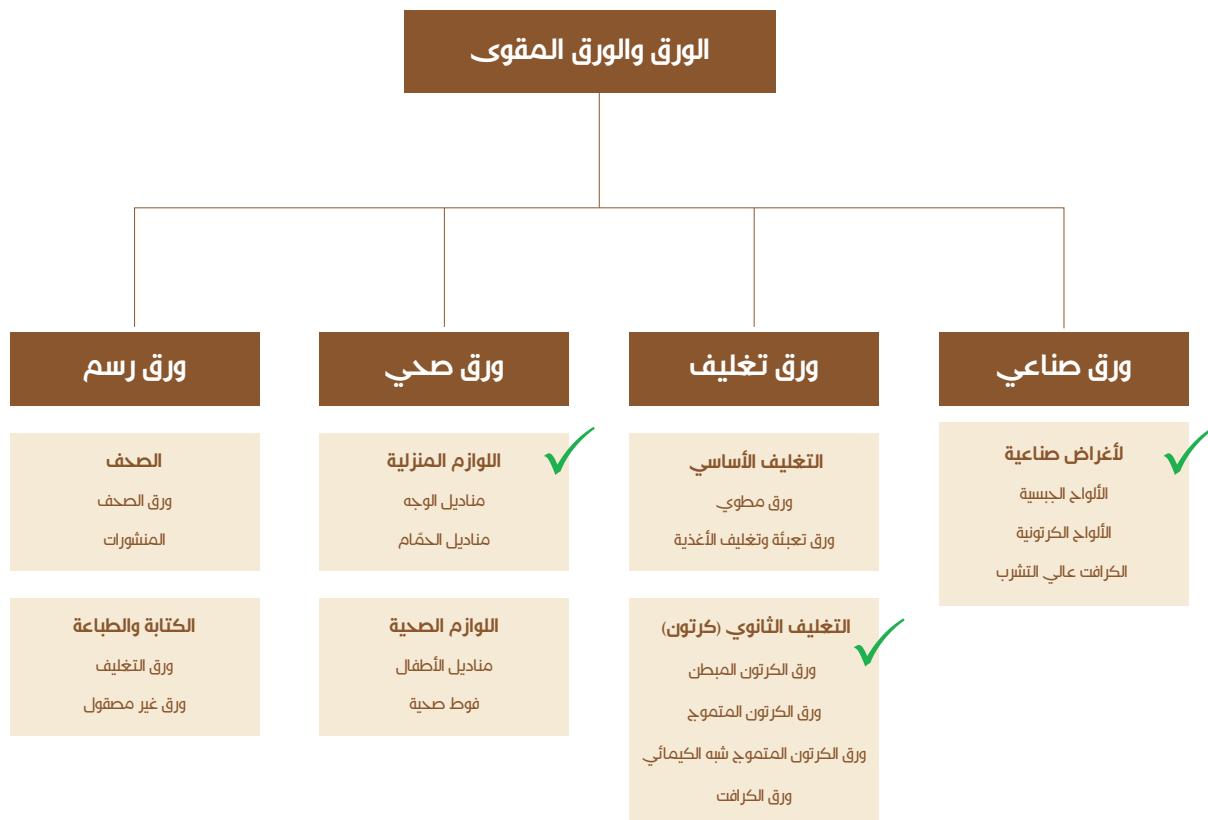 الورق والورق المقوى
ورق صناعي
لأغراض صناعية
الألواح الجبسية
الألواح الكرتونية
الكرافت عالي التشرب
ورق تغليف
التغليف الأساسي
ورق مطوي
ورق تعبئة وتغليف الأغذية
التغليف الثانوي (كرتون)
ورق الكرتون المبطن
ورق الكرتون المتموج
ورق الكرتون المتموج شبه الكيمائي
ورق الكرافت
ورق صحي
اللوازم المنزلية
مناديل الوجه
مناديل الحمّام
اللوازم الصحية
مناديل الأطفال
فوط صحية
ورق رسم
الصحف
ورق الصحف
المنشورات
الكتابة والطباعة
ورق التغليف
ورق غير مصقول